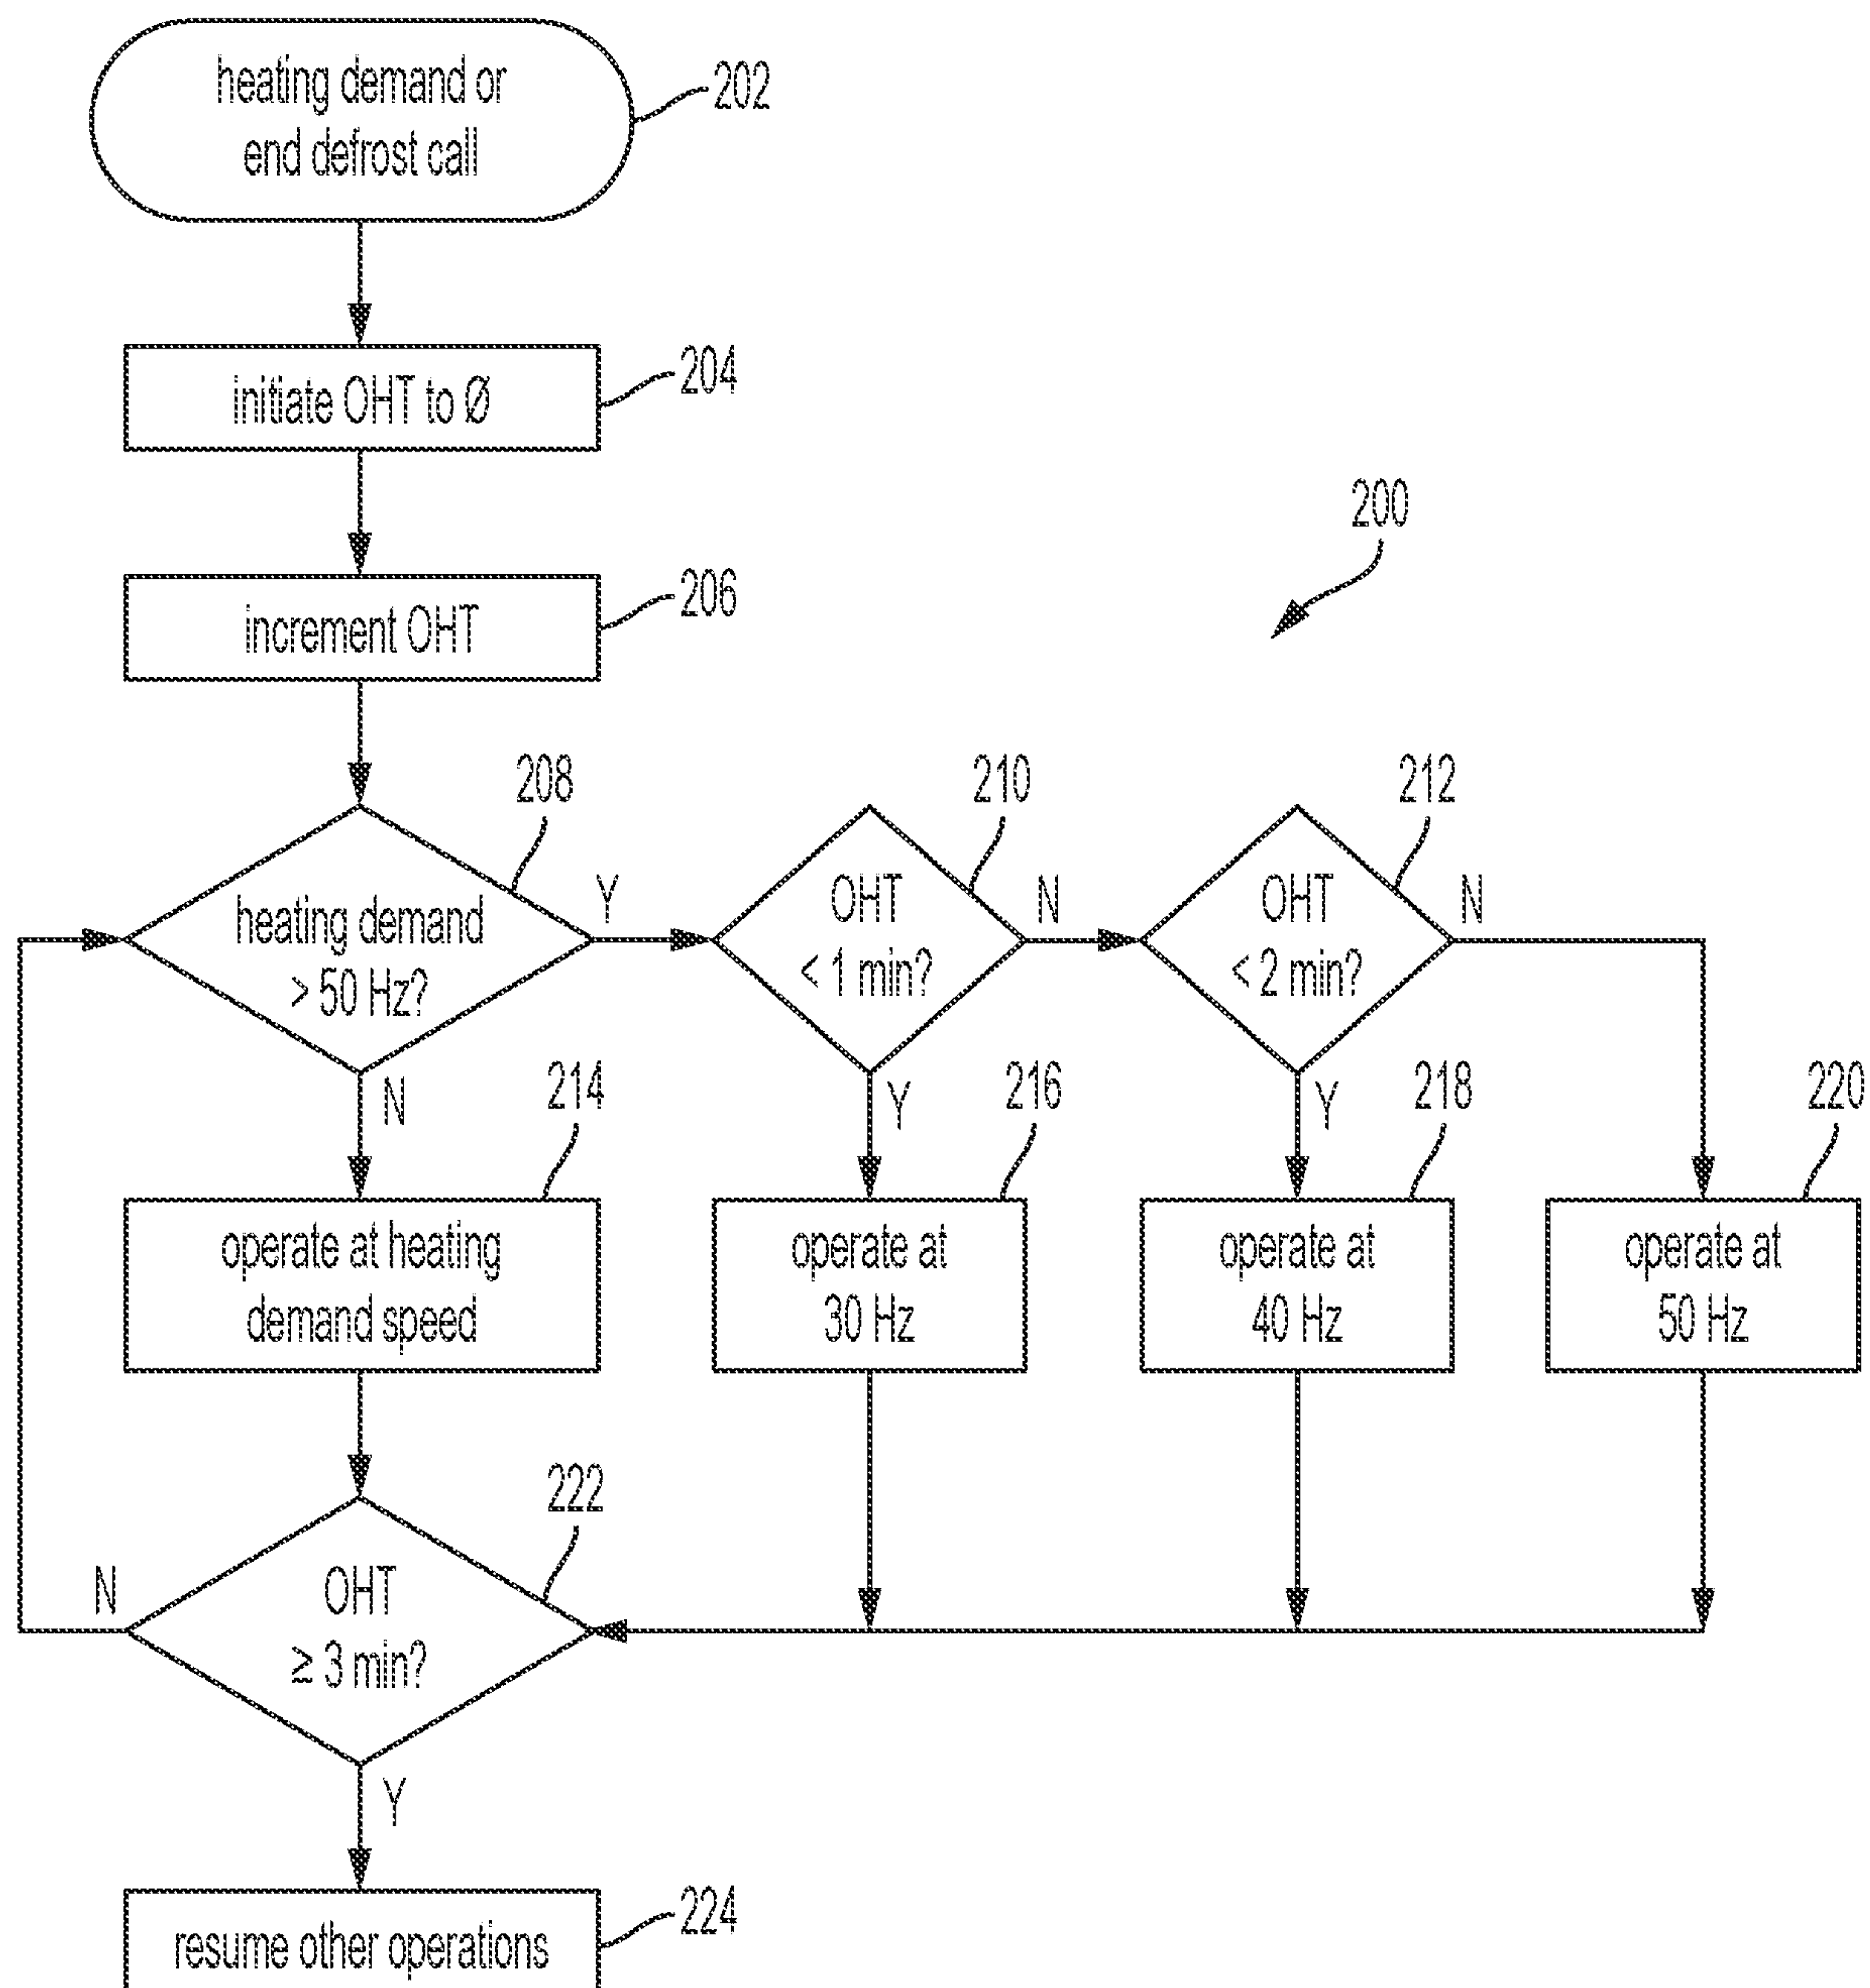 heating demand or
end defrost call
202
initiate OHT to Ø
204
increment OHT
206
200
208
210
212
heating demand
> 50 Hz?
Y
OHT
< 1 min?
N
OHT
< 2 min?
N
N
Y
Y
214
216
218
220
operate at heating
demand speed
operate at
30 Hz
operate at
40 Hz
operate at
50 Hz
222
N
OHT
≥ 3 min?
Y
resume other operations
224